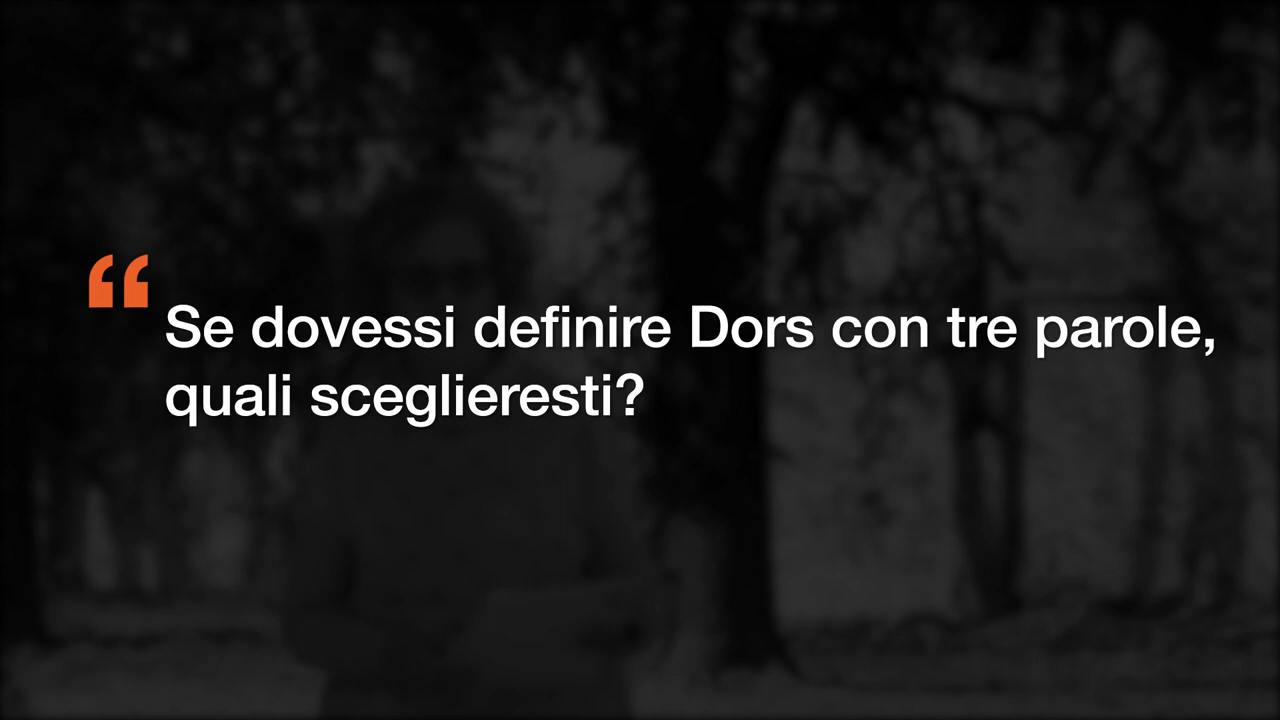 “ Se dovessi definire Dors con tre parole,
quali sceglieresti?